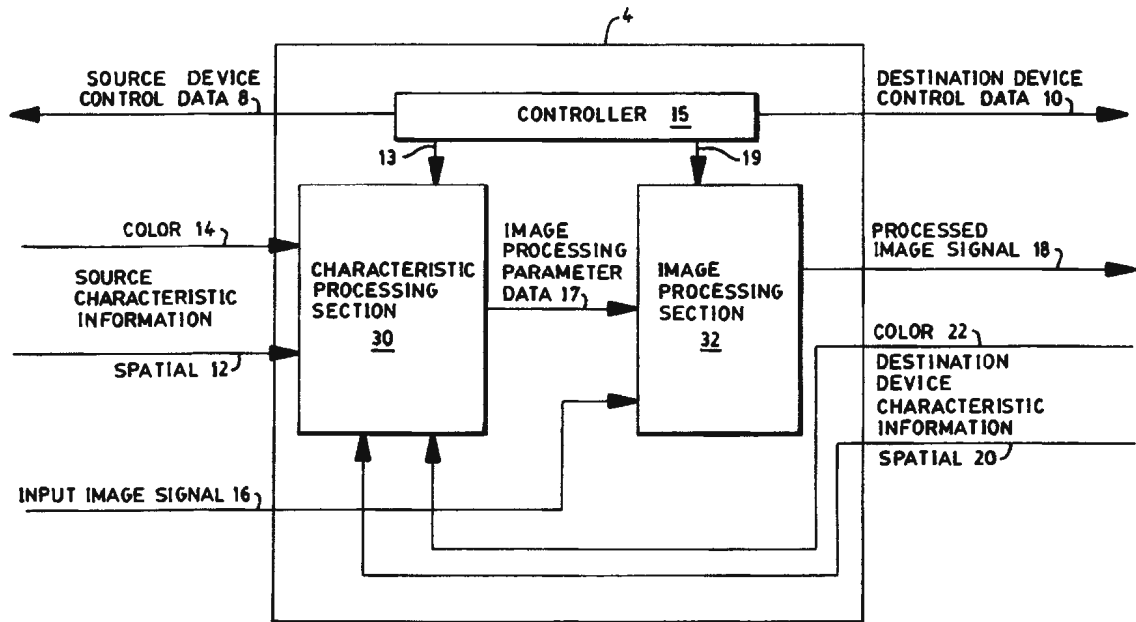 4
SOURCE DEVICE
CONTROL DATA 8
CONTROLLER 15
DESTINATION DEVICE
CONTROL DATA 10
13
19
COLOR 14
SOURCE
CHARACTERISTIC
INFORMATION
SPATIAL 12
CHARACTERISTIC
PROCESSING
SECTION
30
IMAGE
PROCESSING
PARAMETER
DATA 17
IMAGE
PROCESSING
SECTION
32
PROCESSED
IMAGE SIGNAL 18
COLOR 22
DESTINATION
DEVICE
CHARACTERISTIC
INFORMATION
SPATIAL 20
INPUT IMAGE SIGNAL 16